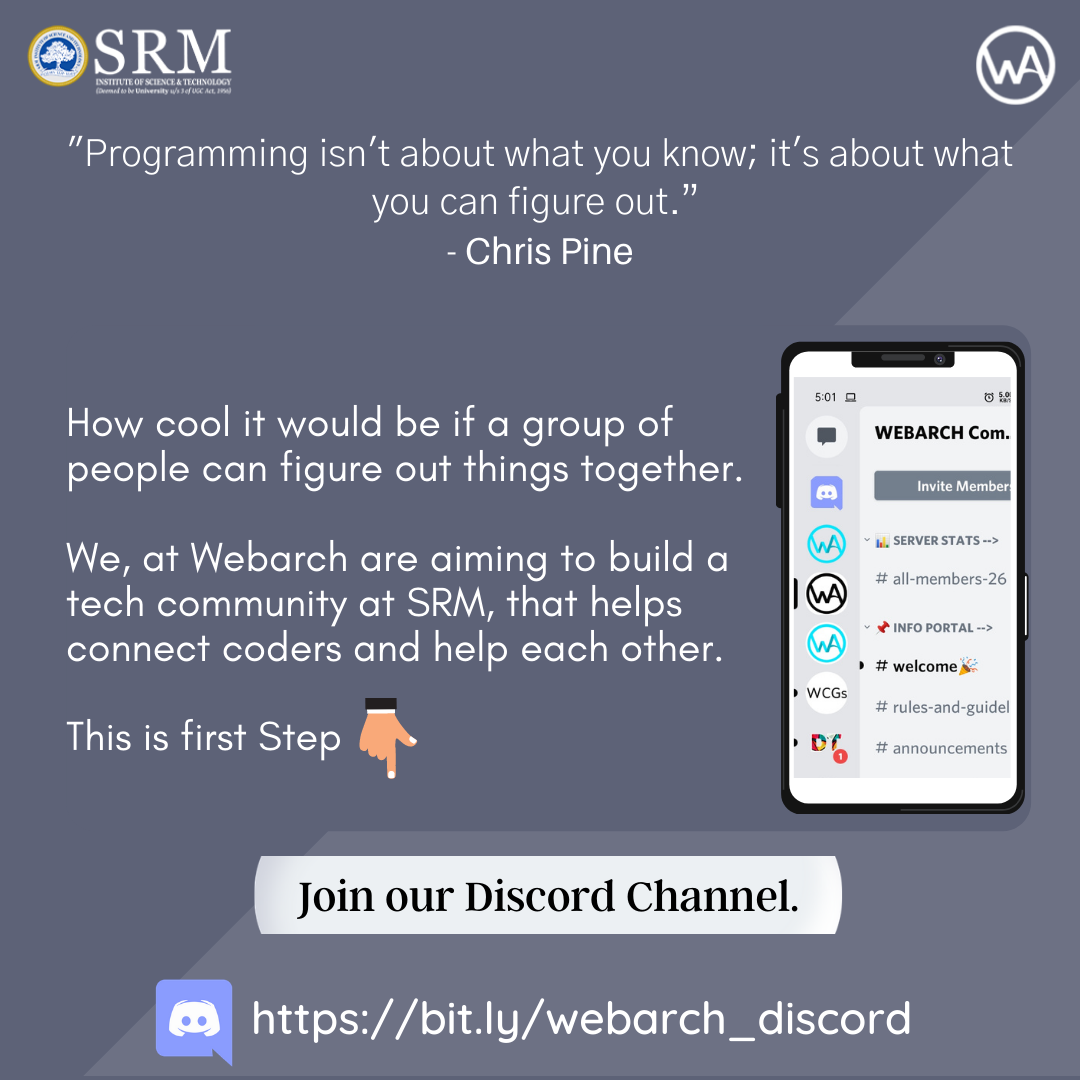 SRM
INSTITUTE OF SCIENCE & TECHNOLOGY
(Deemed to be University u/s 3 of UGC Act, 1956)
WA
"Programming isn't about what you know; it's about what
you can figure out."
- Chris Pine
How cool it would be if a group of
people can figure out things together.
We, at Webarch are aiming to build a
tech community at SRM, that helps
connect coders and help each other.
This is first Step
5:01
WEBARCH Com.
Invite Members
SERVER STATS -->
# all-members-26
INFO PORTAL -->
# welcome
# rules-and-guidel
# announcements
WA
WA
WA
WCGs
DY
1
Join our Discord Channel.
https://bit.ly/webarch_discord